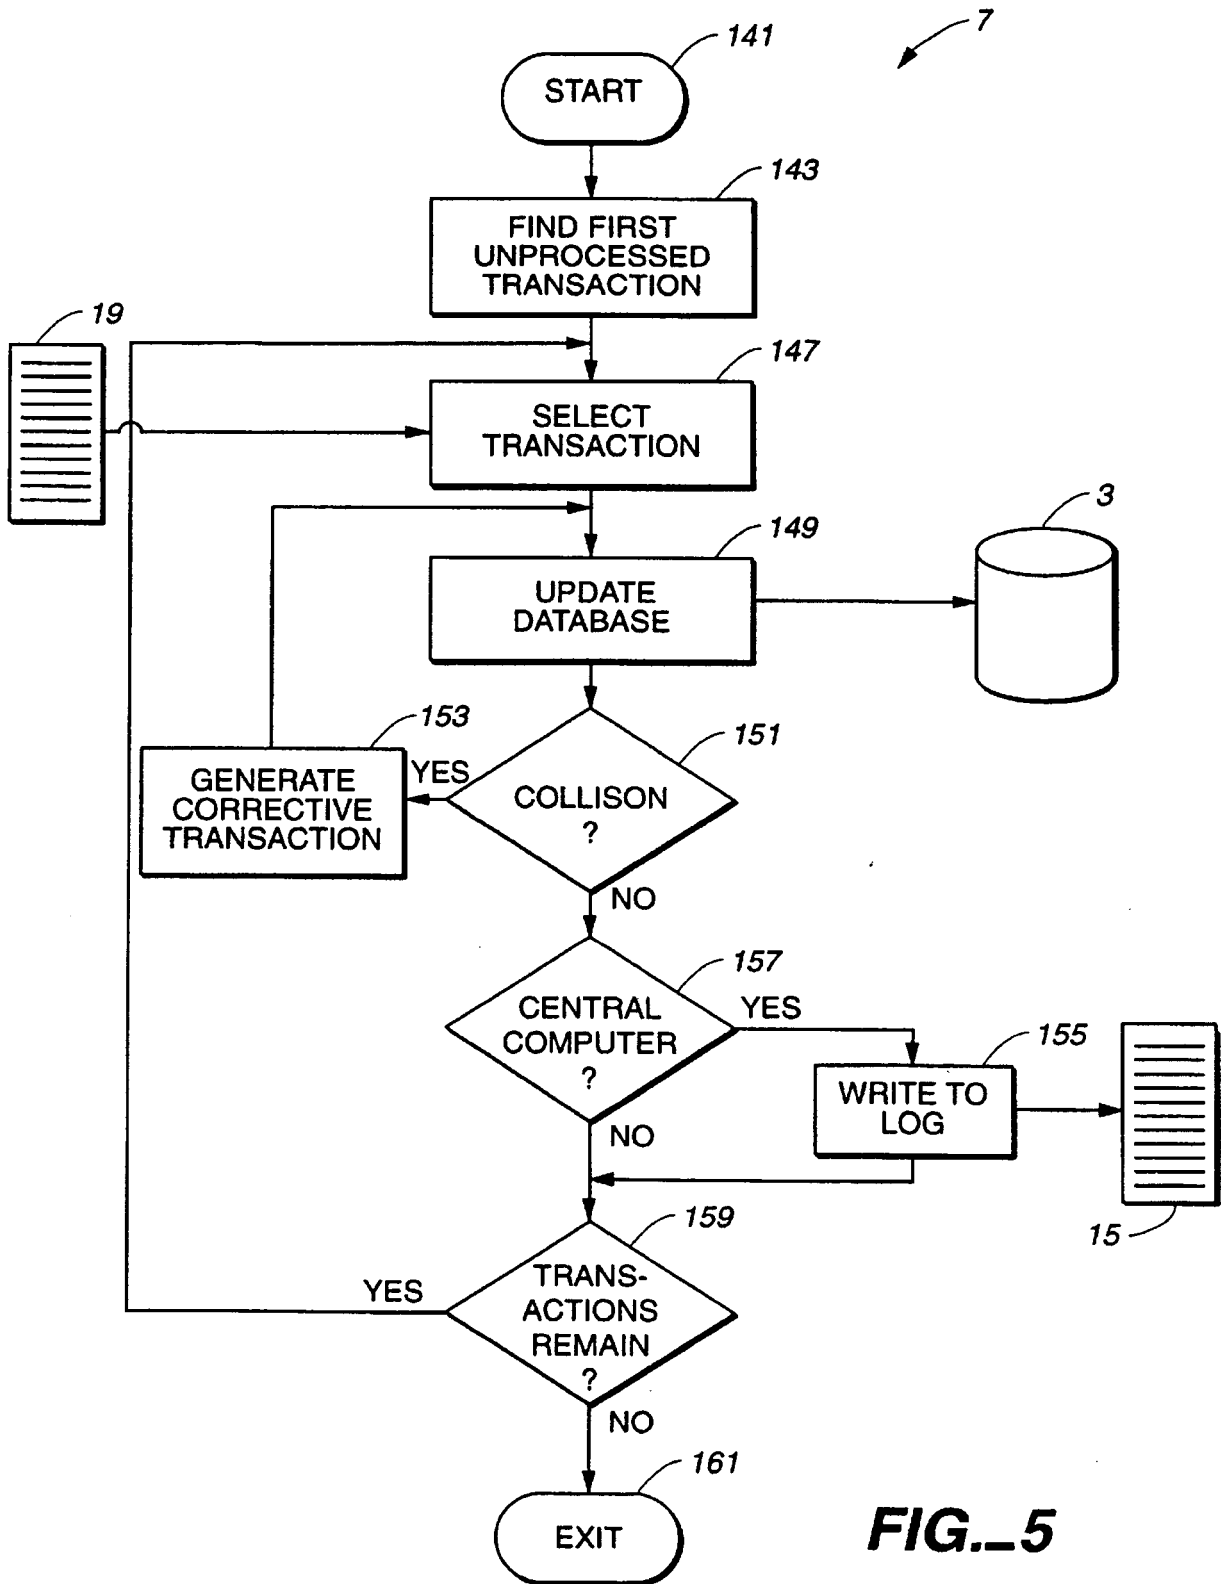 7
141
START
143
FIND FIRST
UNPROCESSED
TRANSACTION
19
147
SELECT
TRANSACTION
3
149
UPDATE
DATABASE
153
151
GENERATE
CORRECTIVE
TRANSACTION
YES
COLLISON
?
NO
157
CENTRAL
COMPUTER
?
YES
155
WRITE TO
LOG
NO
15
159
YES
TRANS-
ACTIONS
REMAIN
?
NO
161
EXIT
FIG._5